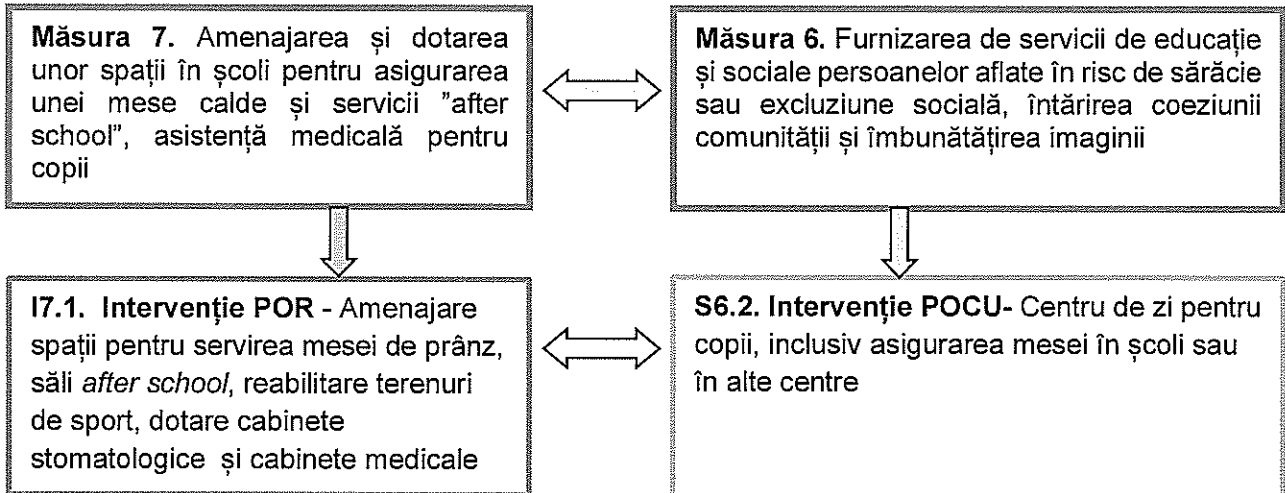 Măsura 7. Amenajarea și dotarea
unor spații în școli pentru asigurarea
unei mese calde și servicii ”after
school”, asistență medicală pentru
copii
Măsura 6. Furnizarea de servicii de educație
și sociale persoanelor aflate în risc de sărăcie
sau excluziune socială, întărirea coeziunii
comunității și îmbunătățirea imaginii
I7.1. Intervenție POR - Amenajare
spații pentru servirea mesei de prânz,
săli after school, reabilitare terenuri
de sport, dotare cabinete
stomatologice și cabinete medicale
S6.2. Intervenție POCU- Centru de zi pentru
copii, inclusiv asigurarea mesei în școli sau
în alte centre